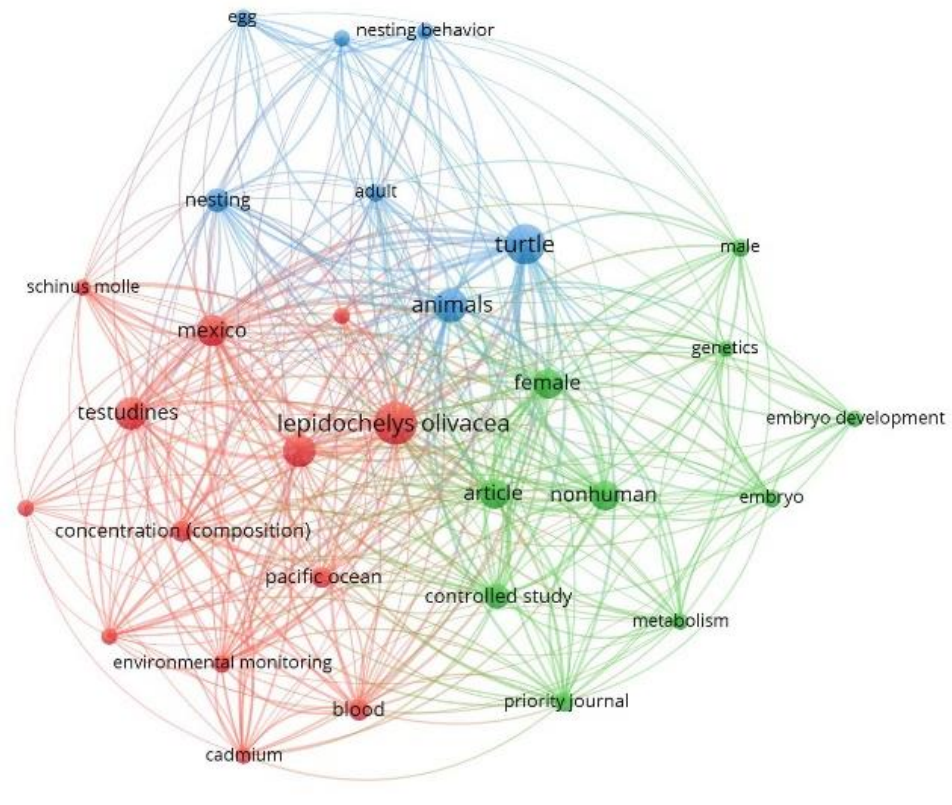 egg
nesting behavior
nesting
adult
turtle
male
schinus molle
animals
mexico
genetics
female
testudines
lepidochelys olivacea
embryo development
article
nonhuman
embryo
concentration (composition)
pacific ocean
controlled study
metabolism
environmental monitoring
blood
priority journal
cadmium